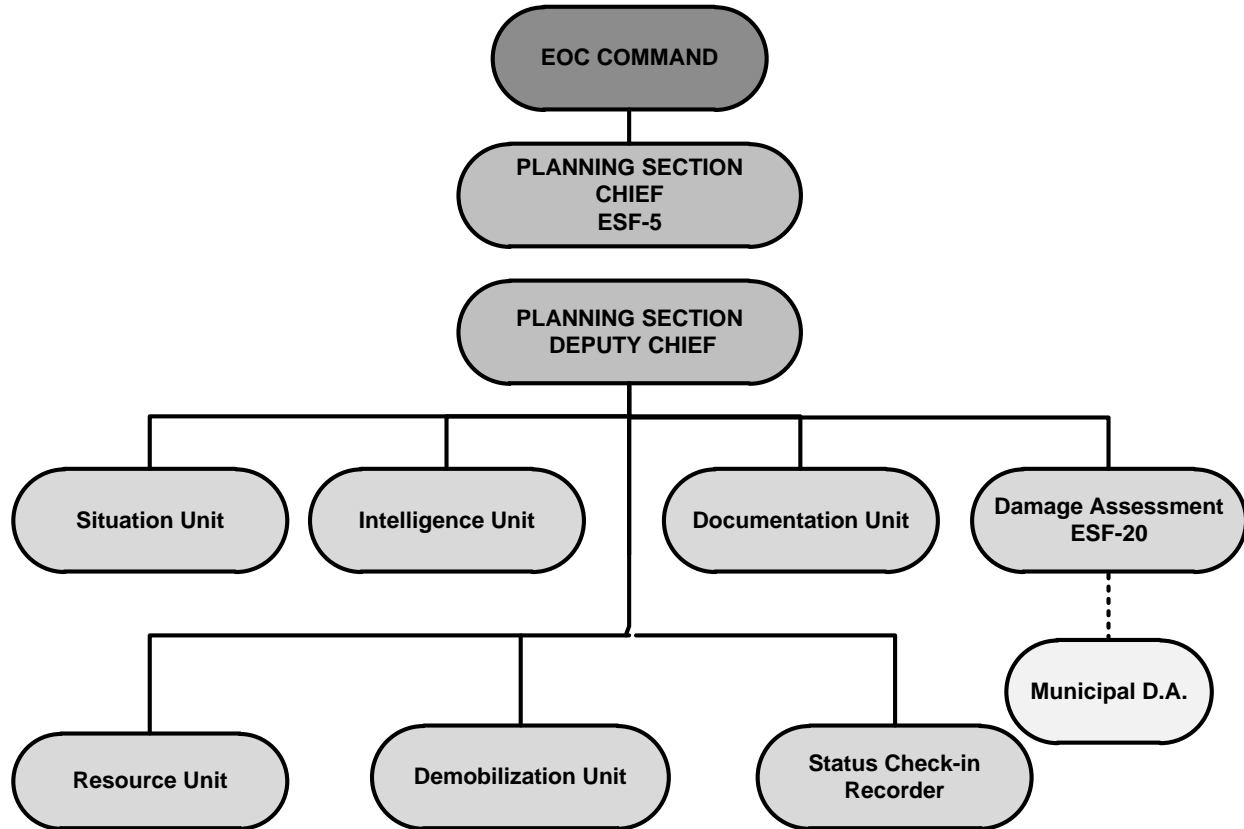 EOC COMMAND
PLANNING SECTION
CHIEF
ESF-5
PLANNING SECTION
DEPUTY CHIEF
Situation Unit
Intelligence Unit
Documentation Unit
Damage Assessment
ESF-20
Municipal D.A.
Resource Unit
Demobilization Unit
Status Check-in
Recorder